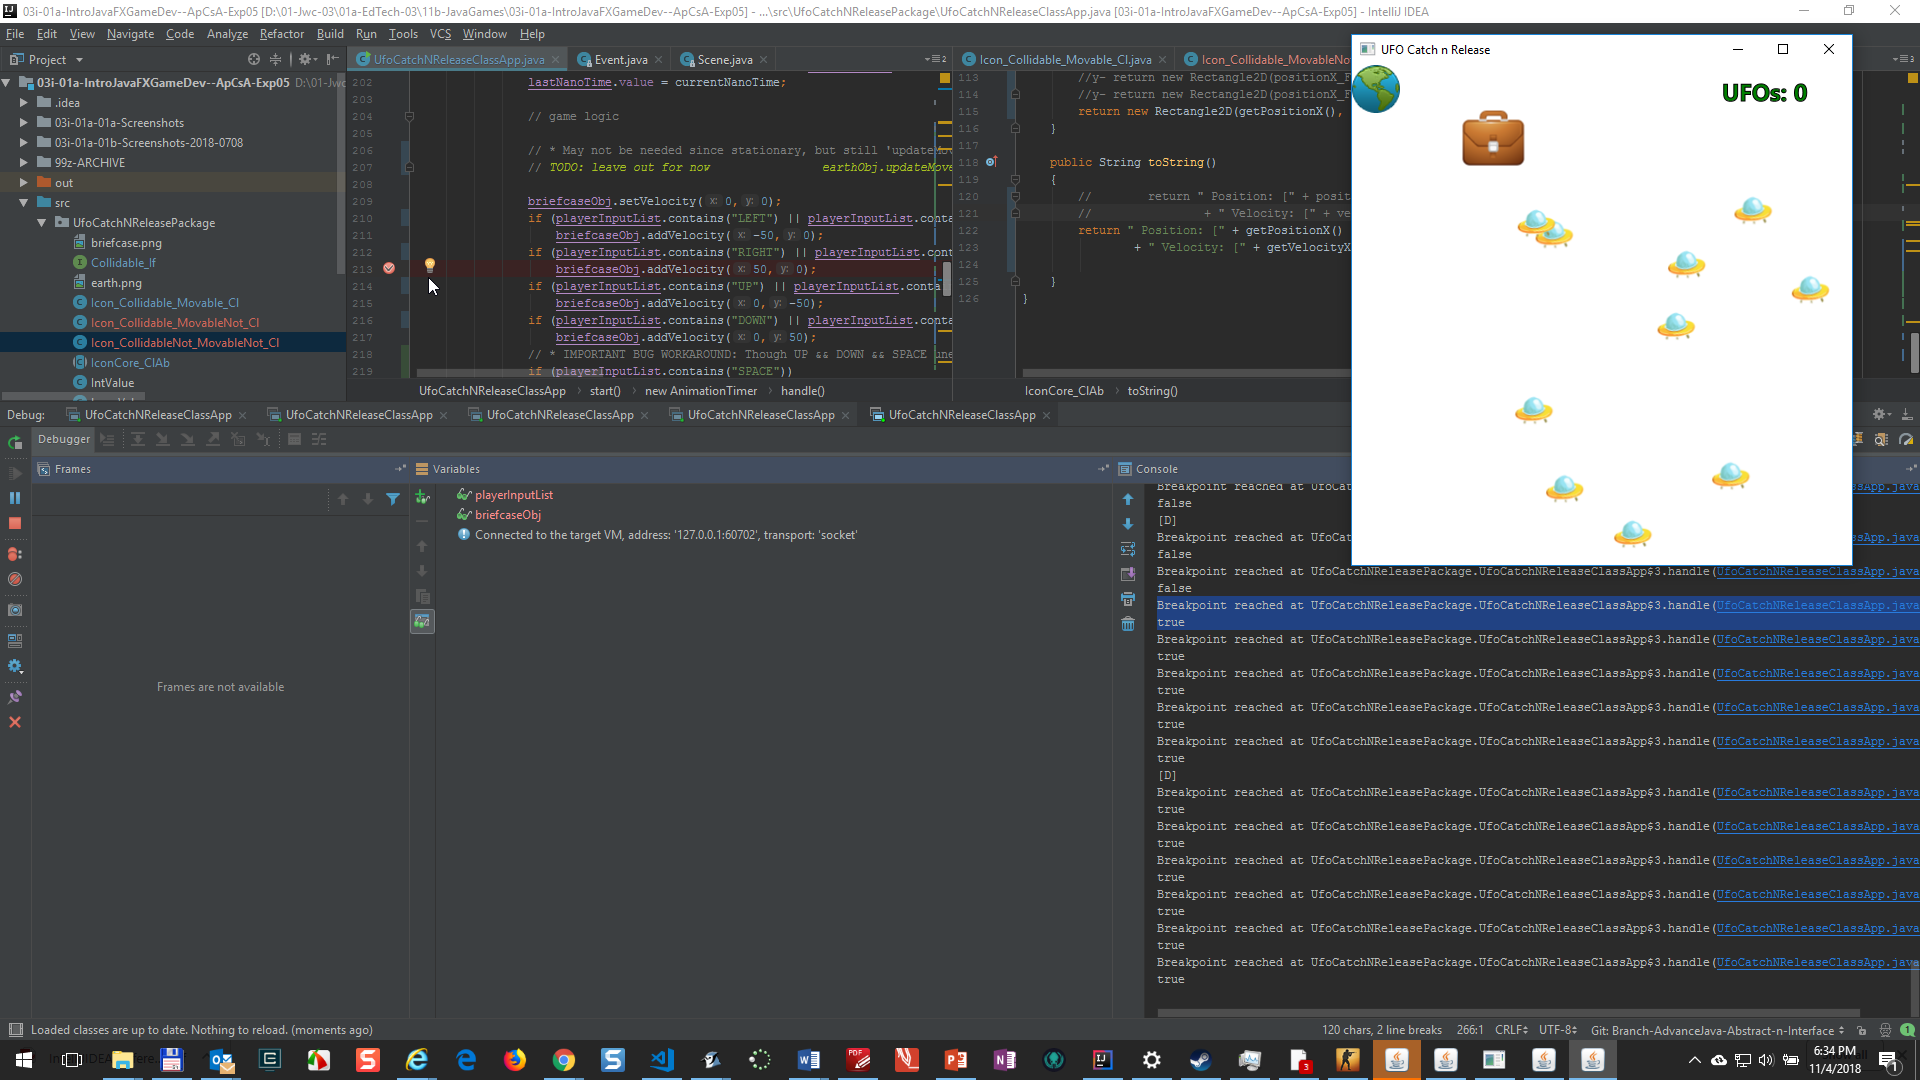 03i-01a-IntroJavaFXGameDev--ApCsA-Exp05 [D:\01-Jwc-03\01a-EdTech-03\11b-JavaGames\03i-01a-IntroJavaFXGameDev--ApCsA-Exp05] - ...\src\UfoCatchNReleasePackage\UfoCatchNReleaseClassApp.java [03i-01a-IntroJavaFXGameDev--ApCsA-Exp05] - IntelliJ IDEA
File Edit View Navigate Code Analyze Refactor Build Run Tools VCS Window Help
Project
03i-01a-IntroJavaFXGameDev--ApCsA-Exp05 D:\01-Jwc
.idea
03i-01a-01a-Screenshots
03i-01a-01b-Screenshots-2018-0708
99z-ARCHIVE
out
src
UfoCatchNReleasePackage
briefcase.png
Collidable_If
earth.png
Icon_Collidable_Movable_Cl
Icon_Collidable_MovableNot_Cl
Icon_CollidableNot_MovableNot_Cl
IconCore_ClAb
IntValue
UfoCatchNReleaseClassApp.java Event.java Scene.java
202 lastNanoTime.value = currentNanoTime;
203
204 // game logic
205
206 // * May not be needed since stationary, but still 'updateMov
207 // TODO: leave out for now earthObj.updateMove
208
209 briefcaseObj.setVelocity( x: 0, y: 0);
210 if (playerInputList.contains("LEFT") || playerInputList.conta
211 briefcaseObj.addVelocity( x: -50, y: 0);
212 if (playerInputList.contains("RIGHT") || playerInputList.cont
213 briefcaseObj.addVelocity( x: 50, y: 0);
214 if (playerInputList.contains("UP") || playerInputList.conta
215 briefcaseObj.addVelocity( x: 0, y: -50);
216 if (playerInputList.contains("DOWN") || playerInputList.conta
217 briefcaseObj.addVelocity( x: 0, y: 50);
218 // * IMPORTANT BUG WORKAROUND: Though UP && DOWN && SPACE une
219 if (playerInputList.contains("SPACE"))
UfoCatchNReleaseClassApp start() new AnimationTimer handle()
Icon_Collidable_Movable_Cl.java Icon_Collidable_MovableNot
113 //y- return new Rectangle2D(positionX_F
114 //y- return new Rectangle2D(positionX_F
115 return new Rectangle2D(getPositionX(),
116 }
117
118 public String toString()
119 {
120 // return " Position: [" + posit
121 // + " Velocity: [" + ve
122 return " Position: [" + getPositionX()
123 + " Velocity: [" + getVelocityX
124
125 }
126 }
IconCore_ClAb toString()
UFO Catch n Release
UFOs: 0
Debug: UfoCatchNReleaseClassApp UfoCatchNReleaseClassApp UfoCatchNReleaseClassApp UfoCatchNReleaseClassApp UfoCatchNReleaseClassApp
Debugger
Frames
Frames are not available
Variables
playerInputList
briefcaseObj
Connected to the target VM, address: '127.0.0.1:60702', transport: 'socket'
Console
Breakpoint reached at UfoCat
false
[D]
Breakpoint reached at UfoCat
false
Breakpoint reached at UfoCatchNReleasePackage.UfoCatchNReleaseClassApp$3.handle(UfoCatchNReleaseClassApp.java
false
Breakpoint reached at UfoCatchNReleasePackage.UfoCatchNReleaseClassApp$3.handle(UfoCatchNReleaseClassApp.java
true
Breakpoint reached at UfoCatchNReleasePackage.UfoCatchNReleaseClassApp$3.handle(UfoCatchNReleaseClassApp.java
true
Breakpoint reached at UfoCatchNReleasePackage.UfoCatchNReleaseClassApp$3.handle(UfoCatchNReleaseClassApp.java
true
Breakpoint reached at UfoCatchNReleasePackage.UfoCatchNReleaseClassApp$3.handle(UfoCatchNReleaseClassApp.java
true
Breakpoint reached at UfoCatchNReleasePackage.UfoCatchNReleaseClassApp$3.handle(UfoCatchNReleaseClassApp.java
true
[D]
Breakpoint reached at UfoCatchNReleasePackage.UfoCatchNReleaseClassApp$3.handle(UfoCatchNReleaseClassApp.java
true
Breakpoint reached at UfoCatchNReleasePackage.UfoCatchNReleaseClassApp$3.handle(UfoCatchNReleaseClassApp.java
true
Breakpoint reached at UfoCatchNReleasePackage.UfoCatchNReleaseClassApp$3.handle(UfoCatchNReleaseClassApp.java
true
Breakpoint reached at UfoCatchNReleasePackage.UfoCatchNReleaseClassApp$3.handle(UfoCatchNReleaseClassApp.java
true
Breakpoint reached at UfoCatchNReleasePackage.UfoCatchNReleaseClassApp$3.handle(UfoCatchNReleaseClassApp.java
true
Breakpoint reached at UfoCatchNReleasePackage.UfoCatchNReleaseClassApp$3.handle(UfoCatchNReleaseClassApp.java
true
Loaded classes are up to date. Nothing to reload. (moments ago)
120 chars, 2 line breaks 266:1 CRLF UTF-8 Git: Branch-AdvanceJava-Abstract-n-Interface
6:34 PM
11/4/2018